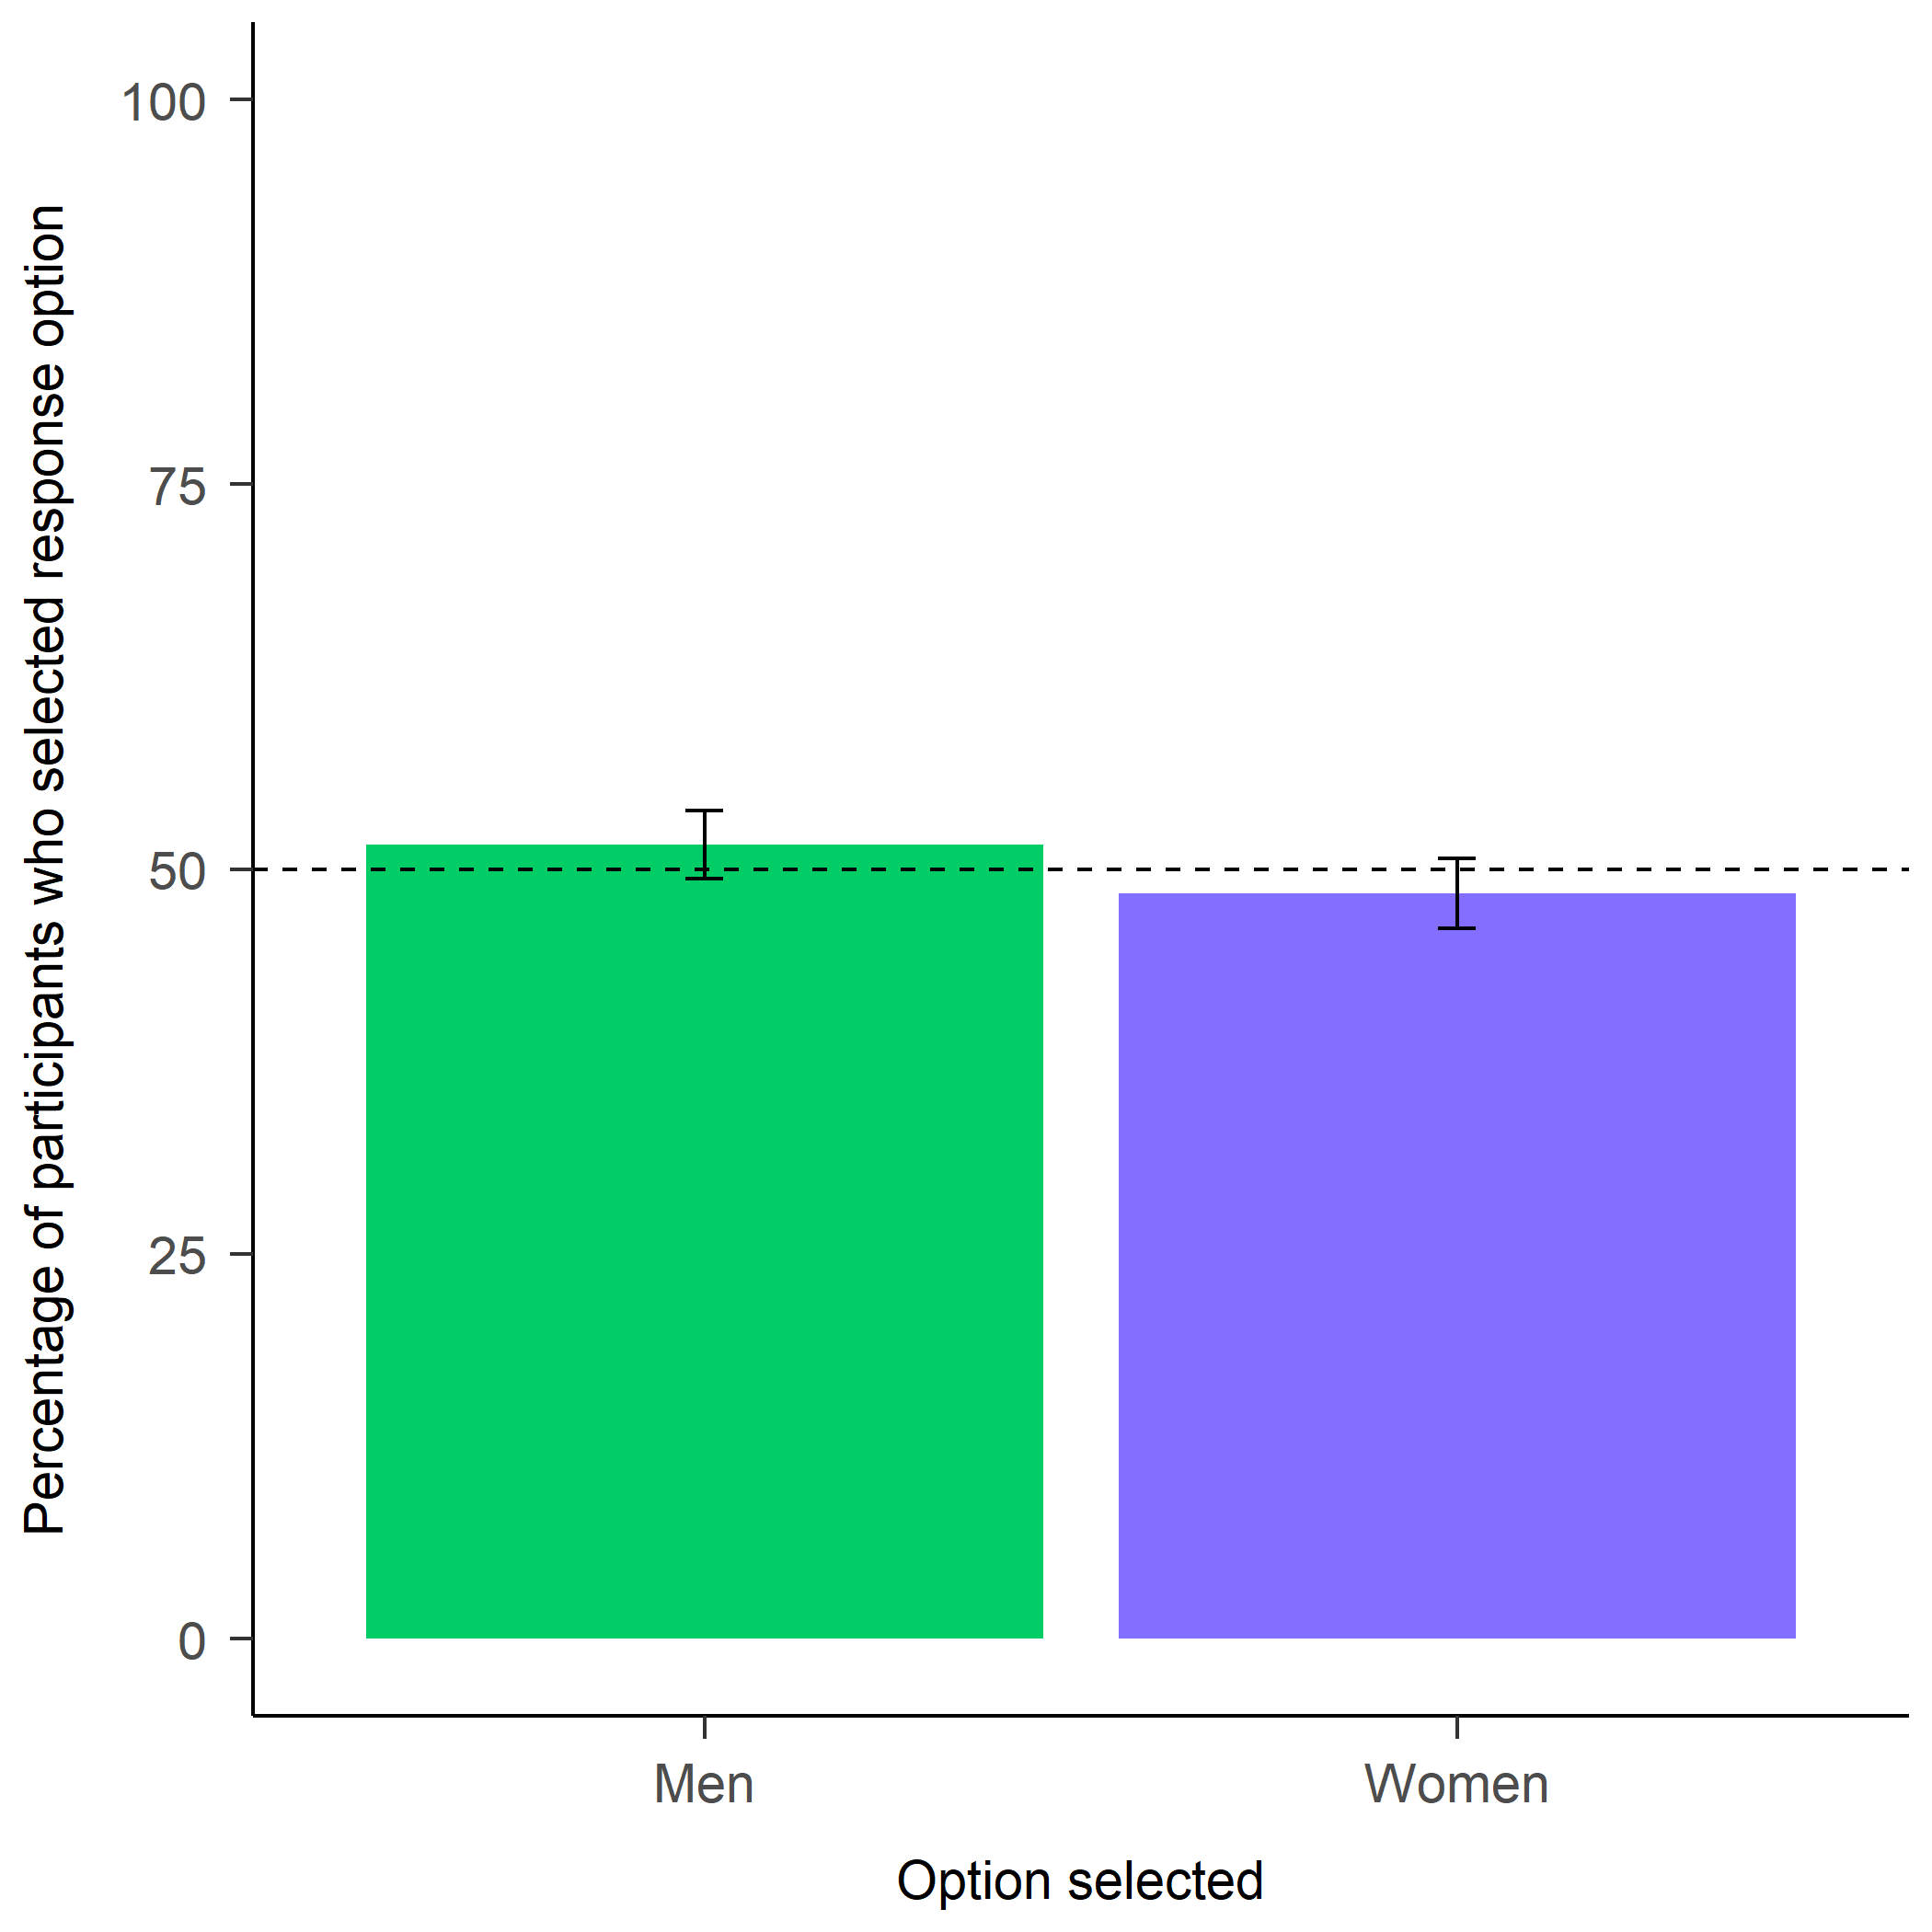 Percentage of participants who selected response option
100
75
50
25
0
Men
Women
Option selected